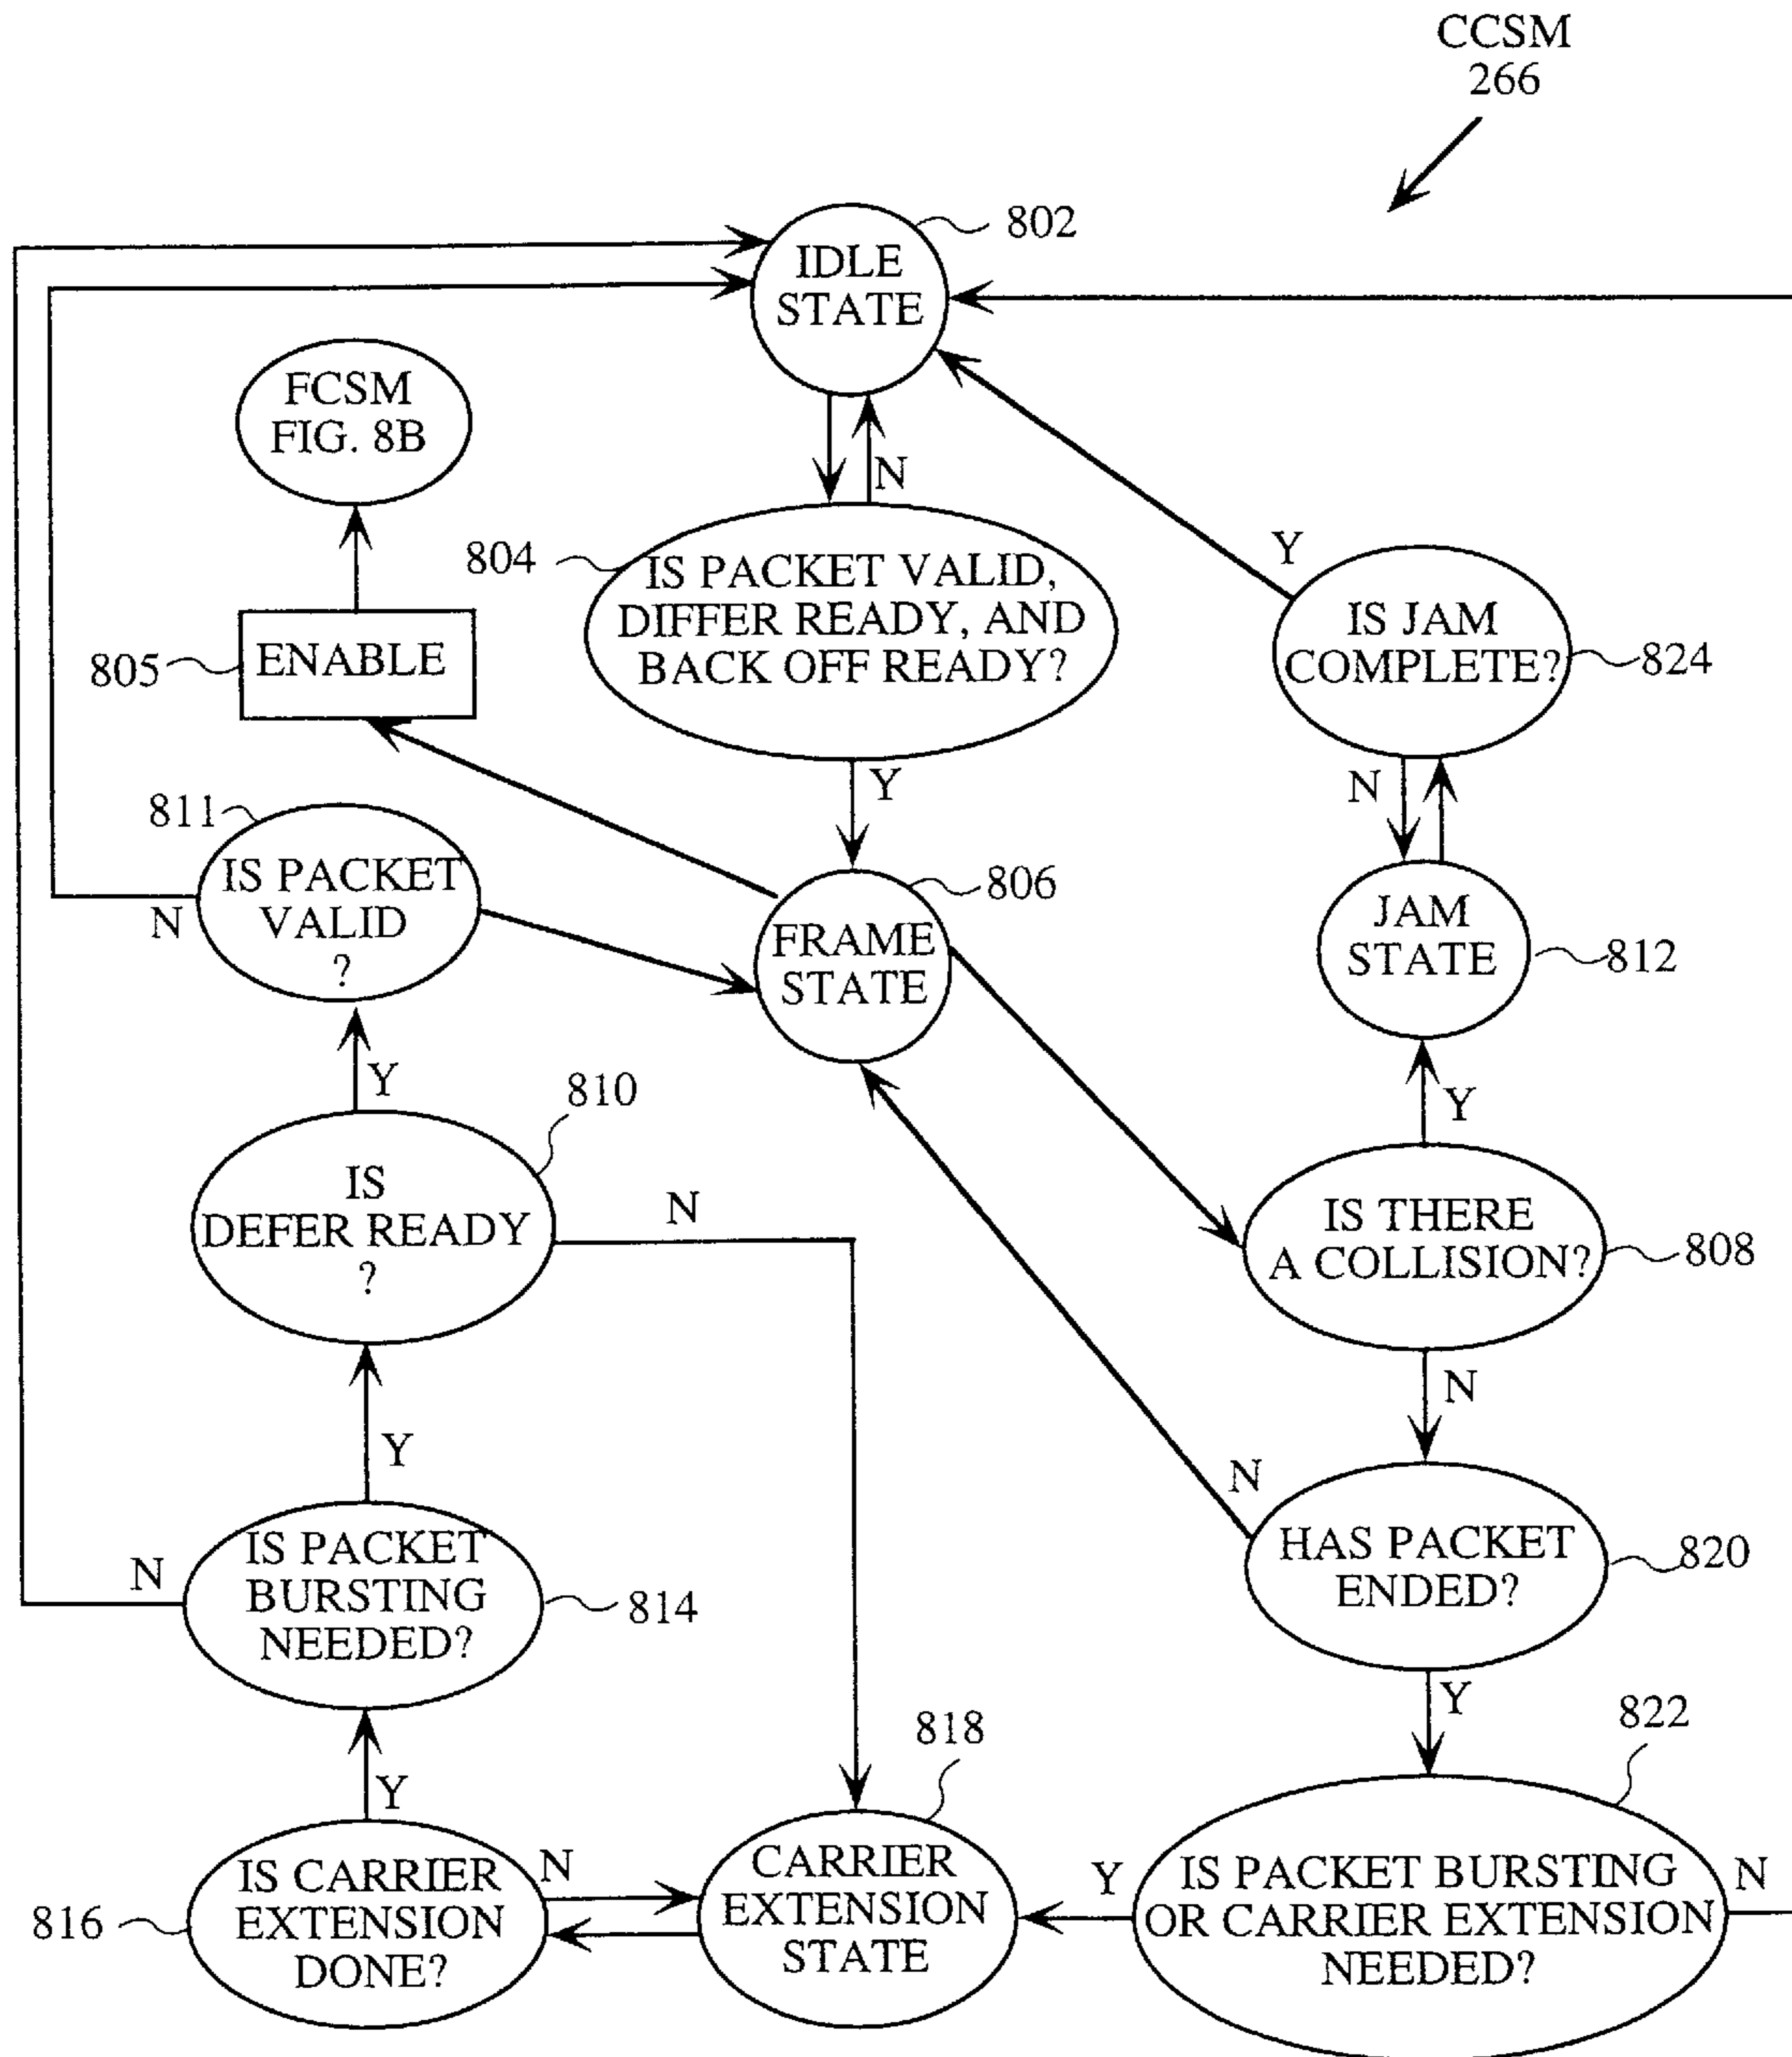 CCSM
266
802
IDLE
STATE
FCSM
FIG. 8B
N
804
IS PACKET VALID,
DIFFER READY, AND
BACK OFF READY?
Y
IS JAM
COMPLETE?
824
805
ENABLE
Y
N
811
IS PACKET
VALID
?
N
806
FRAME
STATE
JAM
STATE
812
Y
810
Y
IS
DEFER READY
?
N
IS THERE
A COLLISION?
808
N
Y
N
IS PACKET
BURSTING
NEEDED?
N
814
HAS PACKET
ENDED?
820
Y
822
818
Y
IS CARRIER
EXTENSION
DONE?
816
N
CARRIER
EXTENSION
STATE
Y
IS PACKET BURSTING
OR CARRIER EXTENSION
NEEDED?
N